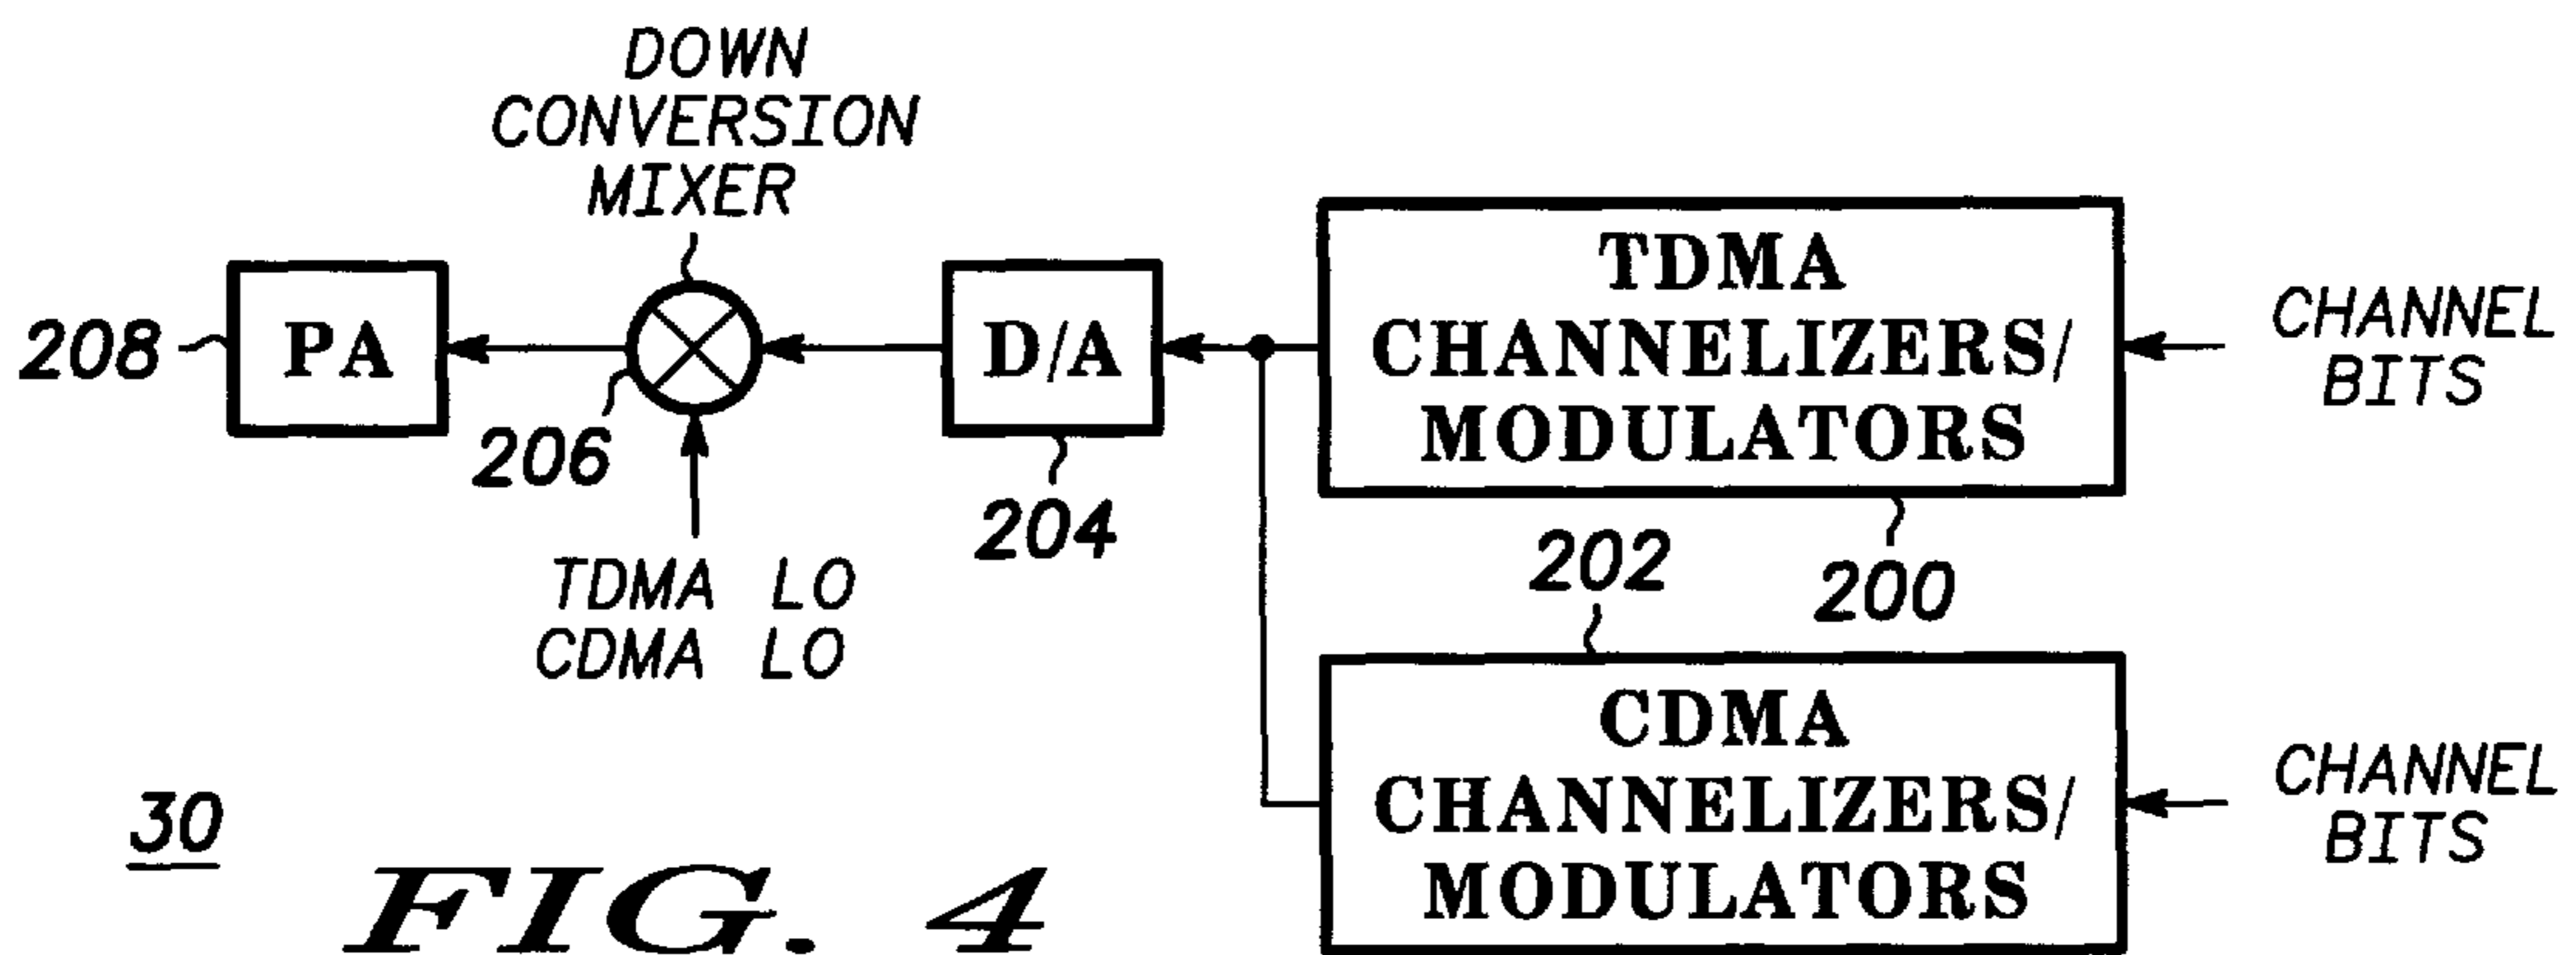 DOWN
CONVERSION
MIXER
208
PA
206
D/A
204
TDMA LO
CDMA LO
TDMA
CHANNELIZERS/
MODULATORS
200
CHANNEL
BITS
202
CDMA
CHANNELIZERS/
MODULATORS
CHANNEL
BITS
30
FIG. 4